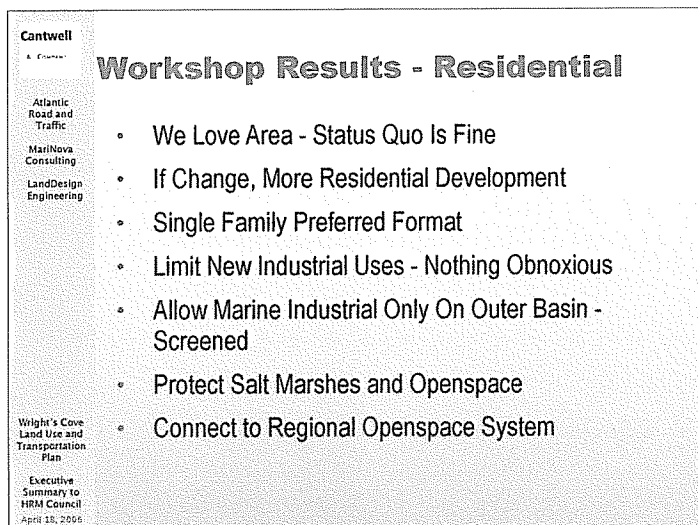 Cantwell
& Company
Workshop Results - Residential
Atlantic
Road and
Traffic
MariNova
Consulting
LandDesign
Engineering
• We Love Area - Status Quo Is Fine
• If Change, More Residential Development
• Single Family Preferred Format
• Limit New Industrial Uses - Nothing Obnoxious
• Allow Marine Industrial Only On Outer Basin -
Screened
• Protect Salt Marshes and Openspace
• Connect to Regional Openspace System
Wright's Cove
Land Use and
Transportation
Plan
Executive
Summary to
HRM Council
April 18, 2006